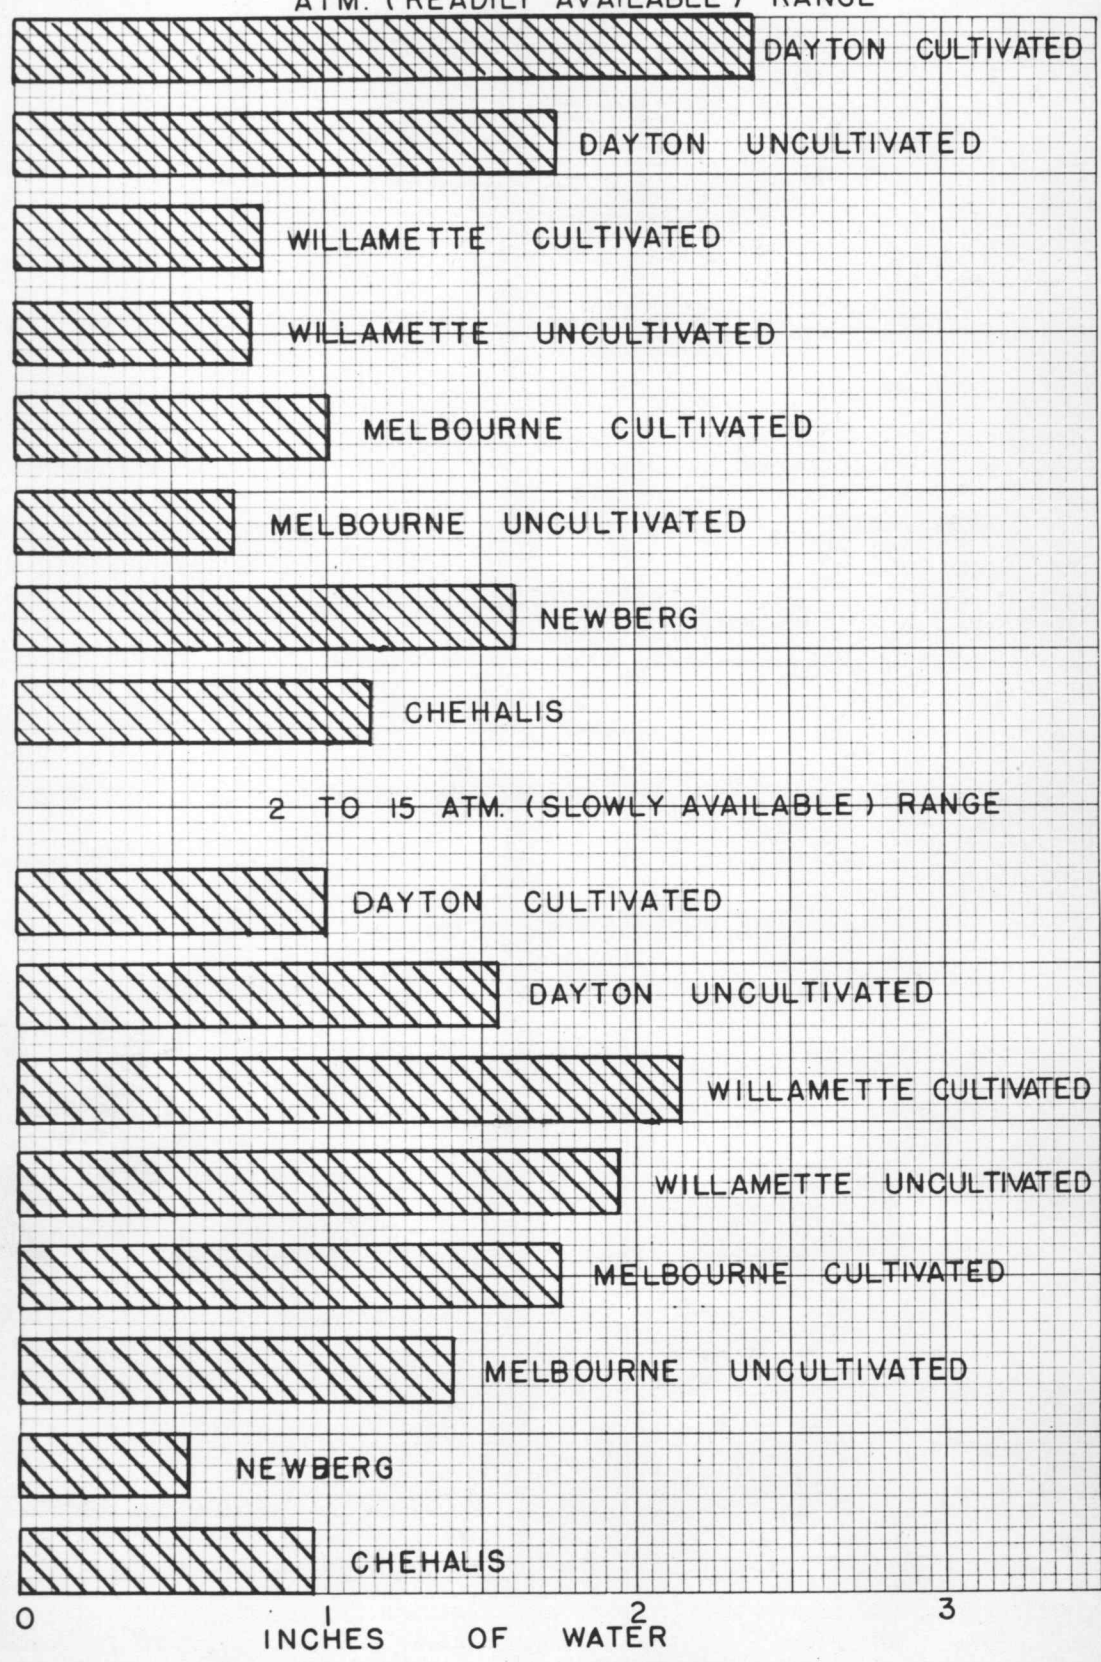 ATM. (READILY AVAILABLE) RANGE
DAYTON CULTIVATED
DAYTON UNCULTIVATED
WILLAMETTE CULTIVATED
WILLAMETTE UNCULTIVATED
MELBOURNE CULTIVATED
MELBOURNE UNCULTIVATED
NEWBERG
CHEHALIS
2 TO 15 ATM. (SLOWLY AVAILABLE) RANGE
DAYTON CULTIVATED
DAYTON UNCULTIVATED
WILLAMETTE CULTIVATED
WILLAMETTE UNCULTIVATED
MELBOURNE CULTIVATED
MELBOURNE UNCULTIVATED
NEWBERG
CHEHALIS
0 1 2 3
INCHES OF WATER